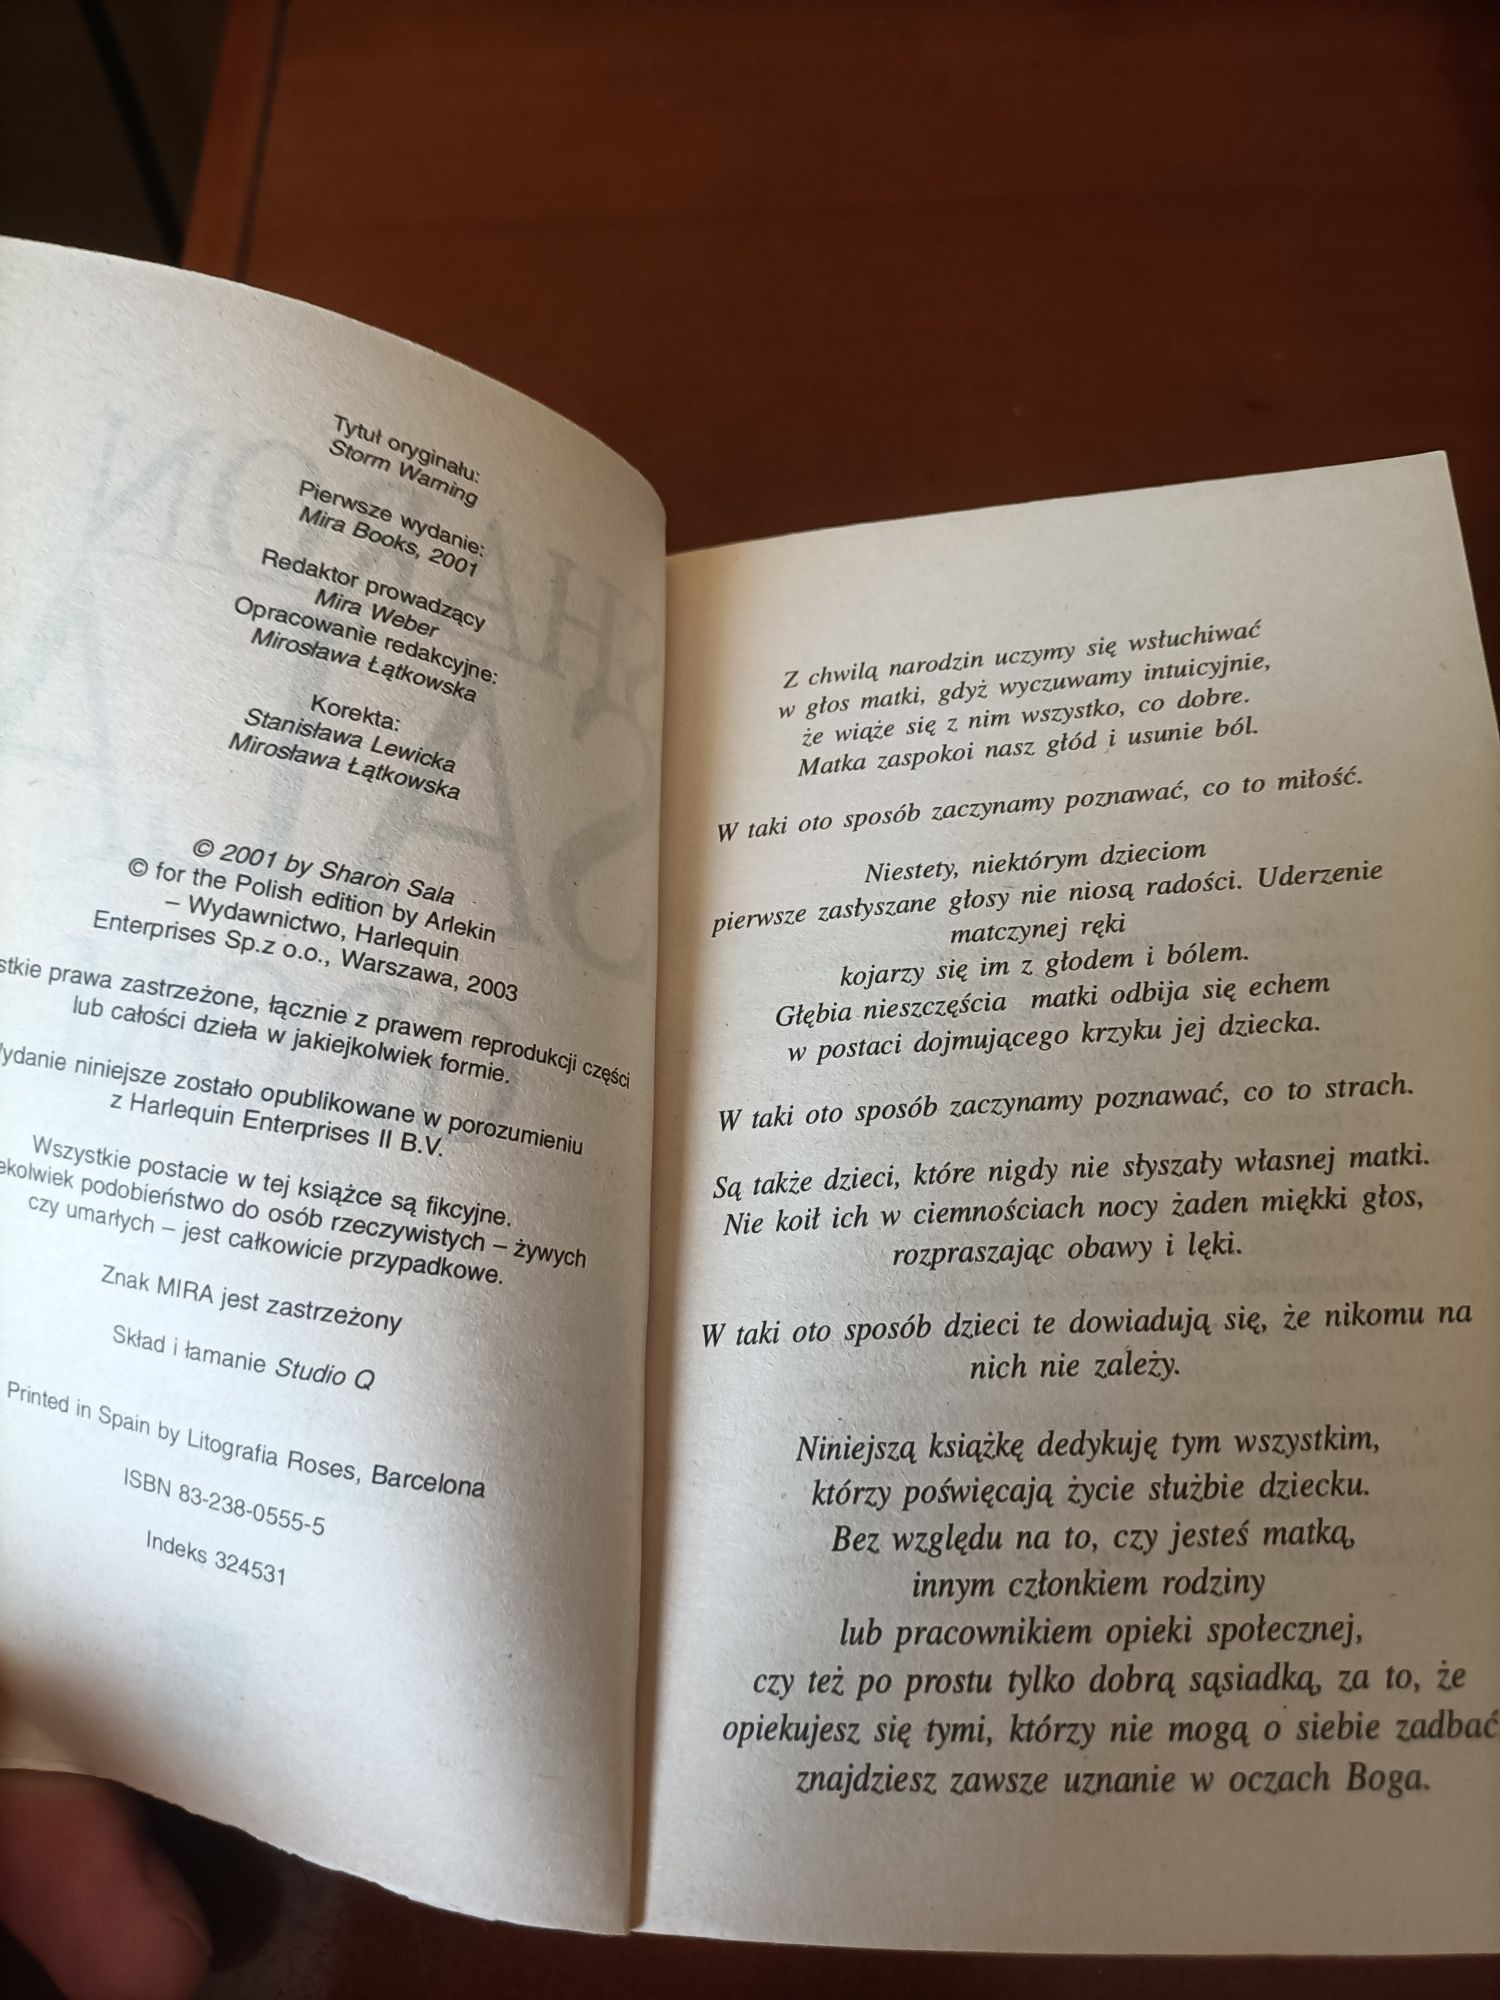 Tytuł oryginału:
Storm Warning
Pierwsze wydanie:
Mira Books, 2001
Redaktor prowadzący
Mira Weber
Opracowanie redakcyjne:
Mirosława Łątkowska
Korekta:
Stanisława Lewicka
Mirosława Łątkowska
© 2001 by Sharon Sala
© for the Polish edition by Arlekin
– Wydawnictwo, Harlequin
Enterprises Sp.z o.o., Warszawa, 2003
prawa zastrzeżone, łącznie z prawem reprodukcji części
lub całości dzieła w jakiejkolwiek formie.
niniejsze zostało opublikowane w porozumieniu
z Harlequin Enterprises II B.V.
Wszystkie postacie w tej książce są fikcyjne.
podobieństwo do osób rzeczywistych – żywych
czy umarłych – jest całkowicie przypadkowe.
Znak MIRA jest zastrzeżony
Skład i łamanie Studio Q
Printed in Spain by Litografia Roses, Barcelona
ISBN 83-238-0555-5
Indeks 324531
Z chwilą narodzin uczymy się wsłuchiwać
w głos matki, gdyż wyczuwamy intuicyjnie,
że wiąże się z nim wszystko, co dobre.
Matka zaspokoi nasz głód i usunie ból.
W taki oto sposób zaczynamy poznawać, co to miłość.
Niestety, niektórym dzieciom
pierwsze zasłyszane głosy nie niosą radości. Uderzenie
matczynej ręki
kojarzy się im z głodem i bólem.
Głębia nieszczęścia matki odbija się echem
w postaci dojmującego krzyku jej dziecka.
W taki oto sposób zaczynamy poznawać, co to strach.
Są także dzieci, które nigdy nie słyszały własnej matki.
Nie koił ich w ciemnościach nocy żaden miękki głos,
rozpraszając obawy i lęki.
W taki oto sposób dzieci te dowiadują się, że nikomu na
nich nie zależy.
Niniejszą książkę dedykuję tym wszystkim,
którzy poświęcają życie służbie dziecku.
Bez względu na to, czy jesteś matką,
innym członkiem rodziny
lub pracownikiem opieki społecznej,
czy też po prostu tylko dobrą sąsiadką, za to, że
opiekujesz się tymi, którzy nie mogą o siebie zadbać
znajdziesz zawsze uznanie w oczach Boga.